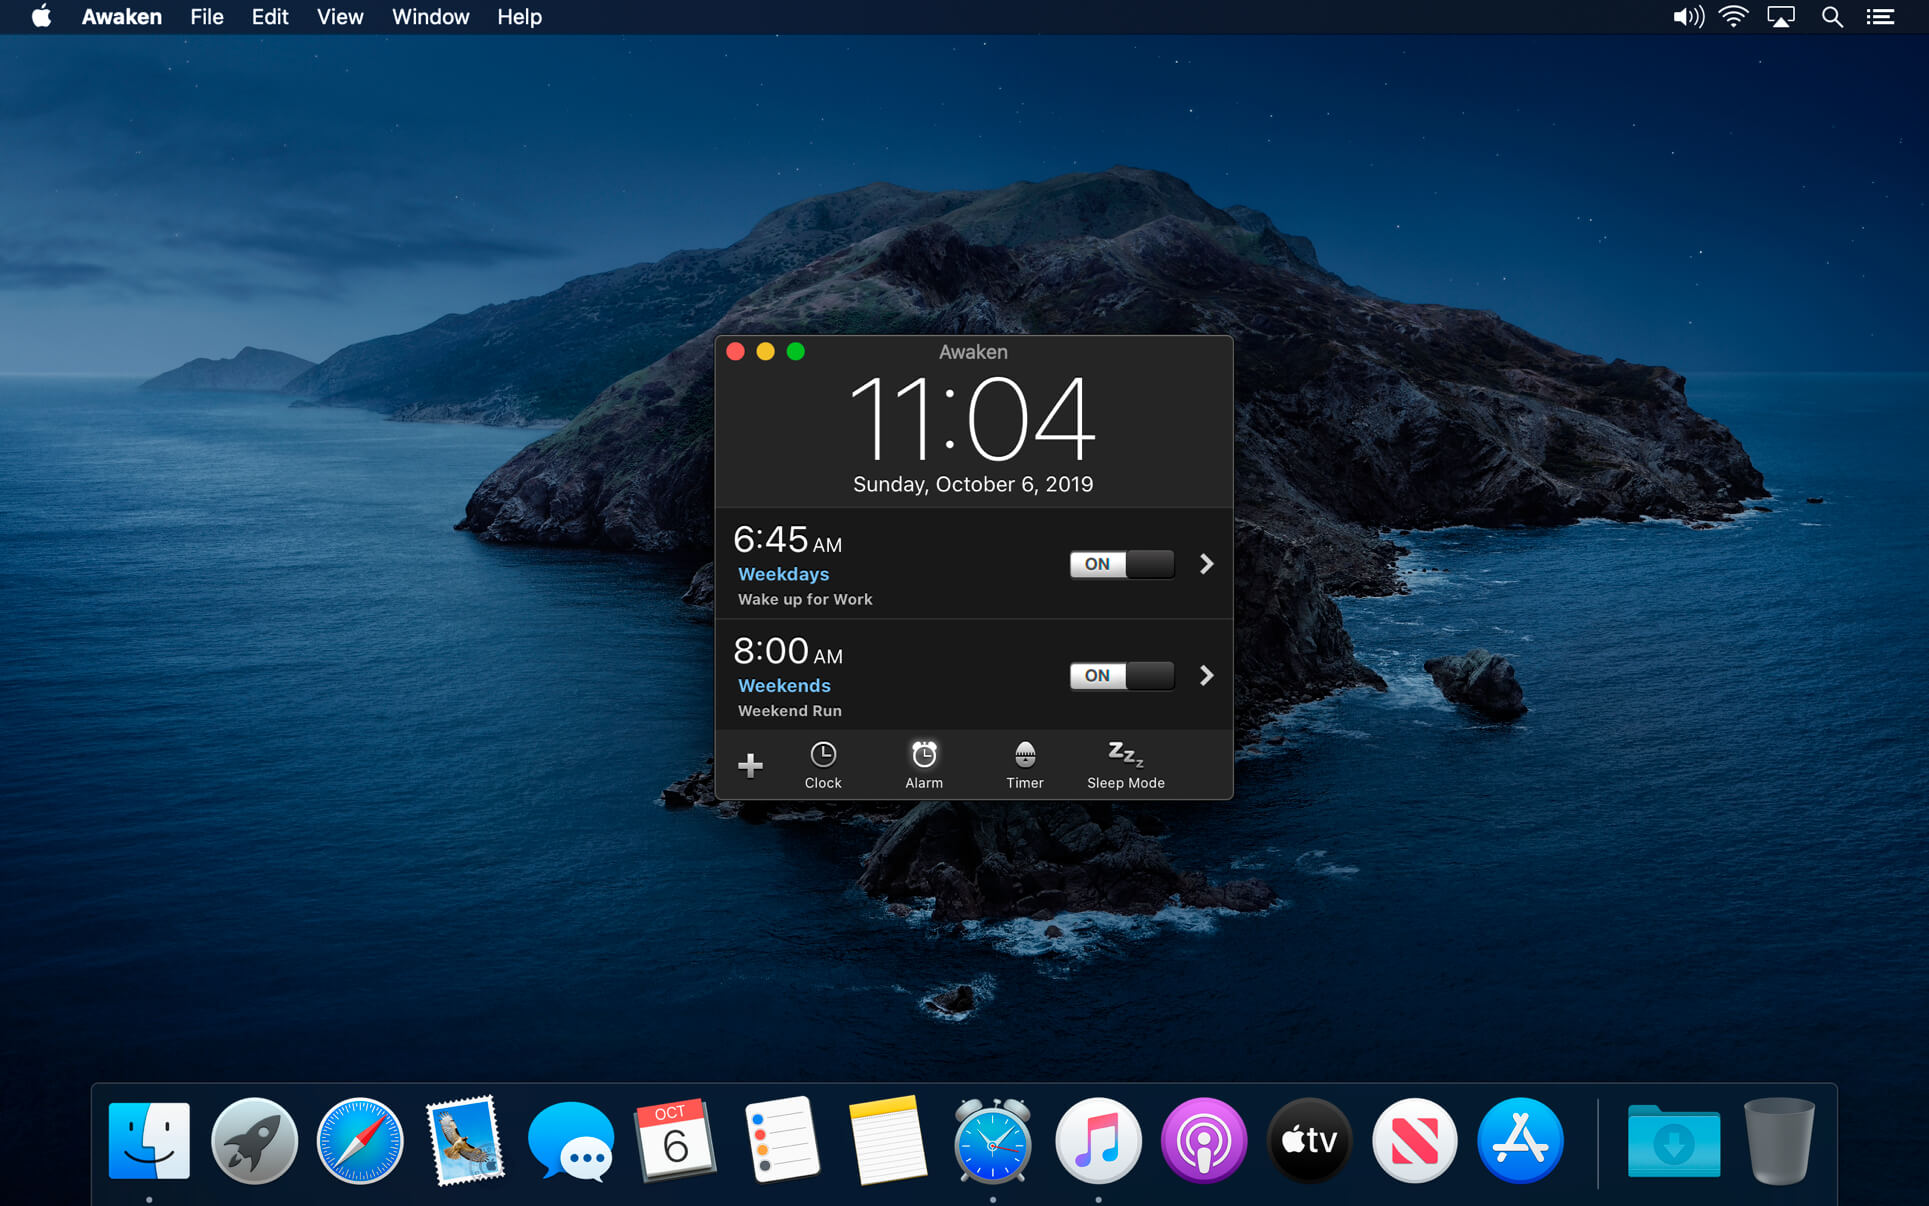 Awaken File Edit View Window Help
Awaken
11:04
Sunday, October 6, 2019
6:45 AM
Weekdays
Wake up for Work
ON
8:00 AM
Weekends
Weekend Run
ON
Clock
Alarm
Timer
Zzz
Sleep Mode
OCT
6
tv